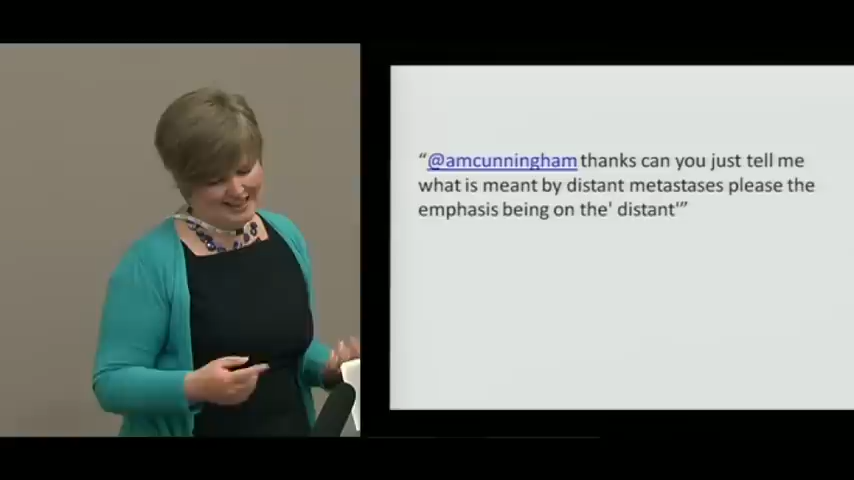 “@amcunningham thanks can you just tell me
what is meant by distant metastases please the
emphasis being on the' distant'”